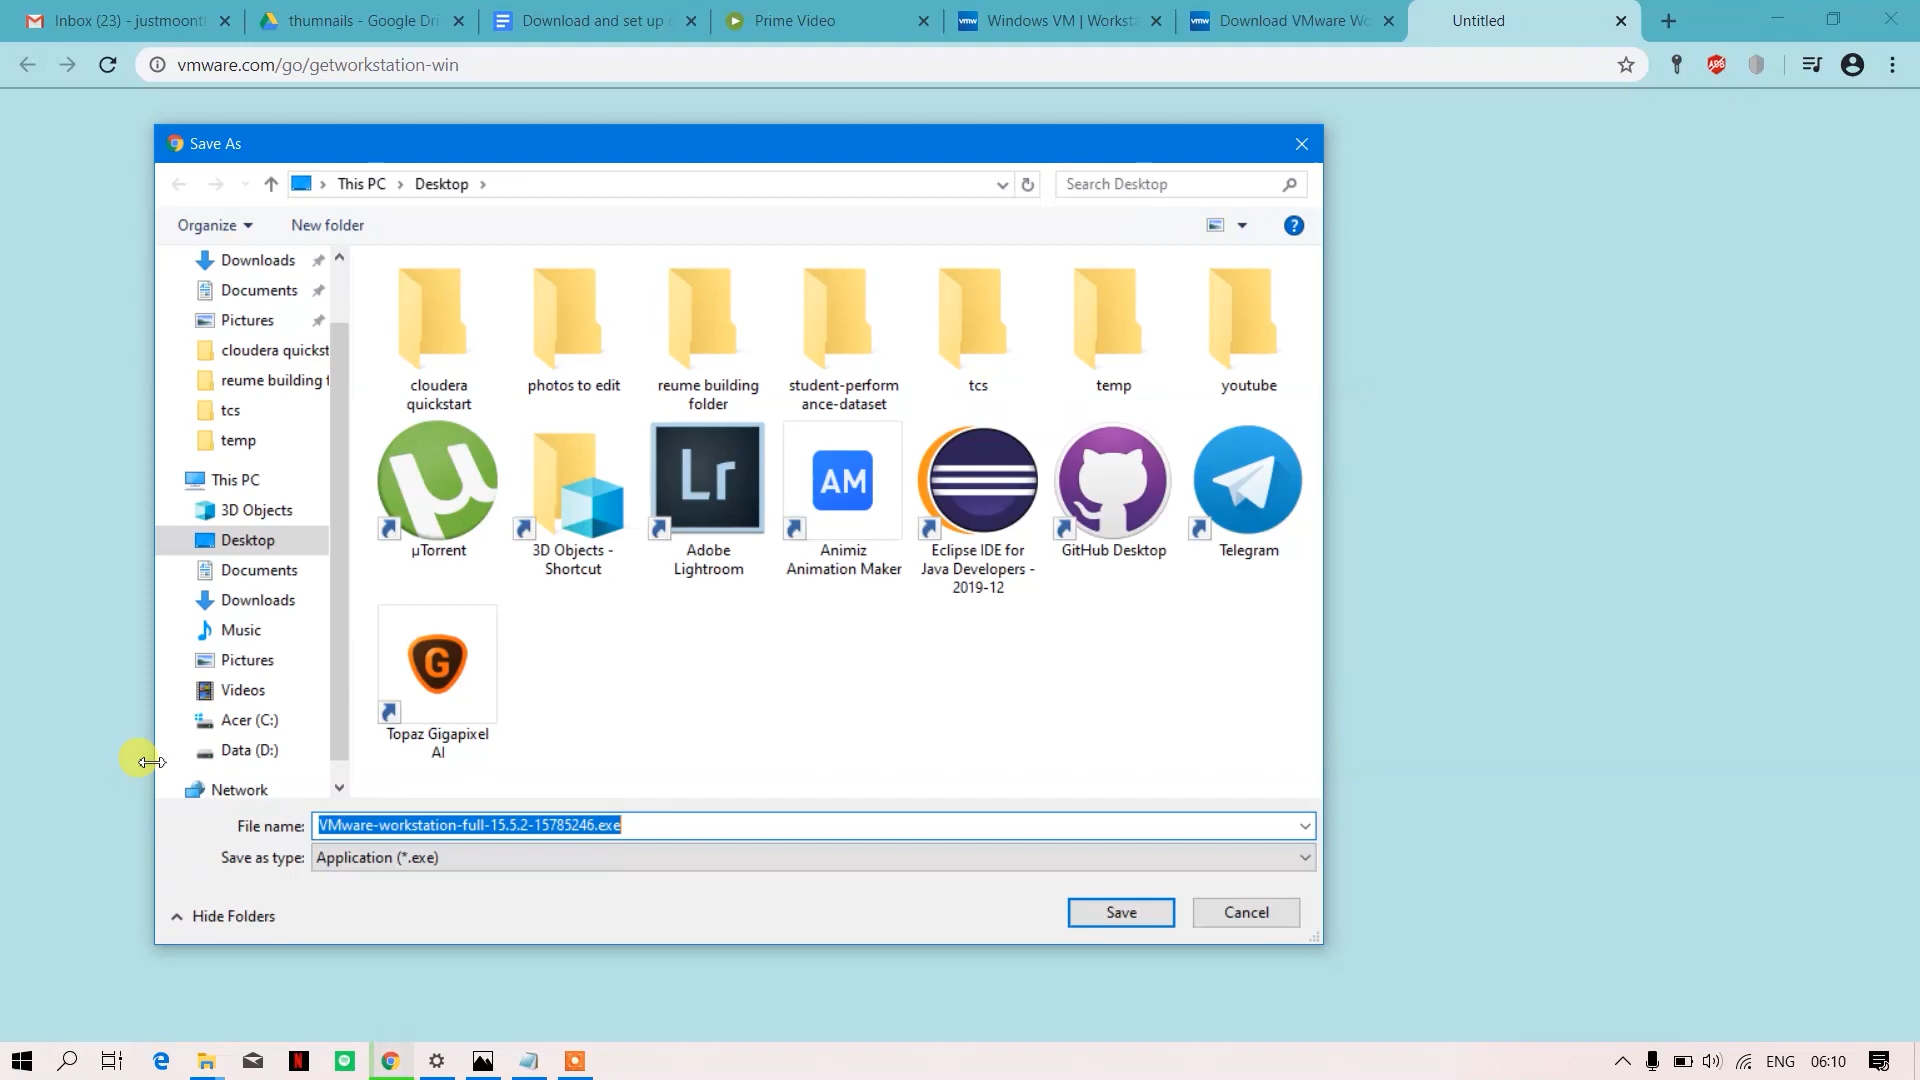 Inbox (23) - justmoontl
thumnails - Google Dri
Download and set up c
Prime Video
vmw
Windows VM | Worksta
vmw
Download VMware Wo
Untitled
vmware.com/go/getworkstation-win
ABP
Save As
This PC > Desktop >
Search Desktop
Organize
New folder
?
Downloads
Documents
Pictures
cloudera quickst
reume building f
tcs
temp
This PC
3D Objects
Desktop
Documents
Downloads
Music
Pictures
Videos
Acer (C:)
Data (D:)
Network
cloudera
quickstart
photos to edit
reume building
folder
student-perform
ance-dataset
tcs
temp
youtube
µ
Lr
AM
µTorrent
3D Objects -
Shortcut
Adobe
Lightroom
Animiz
Animation Maker
Eclipse IDE for
Java Developers -
2019-12
GitHub Desktop
Telegram
G
Topaz Gigapixel
AI
File name:
VMware-workstation-full-15.5.2-15785246.exe
Save as type:
Application (*.exe)
Hide Folders
Save
Cancel
ENG
06:10